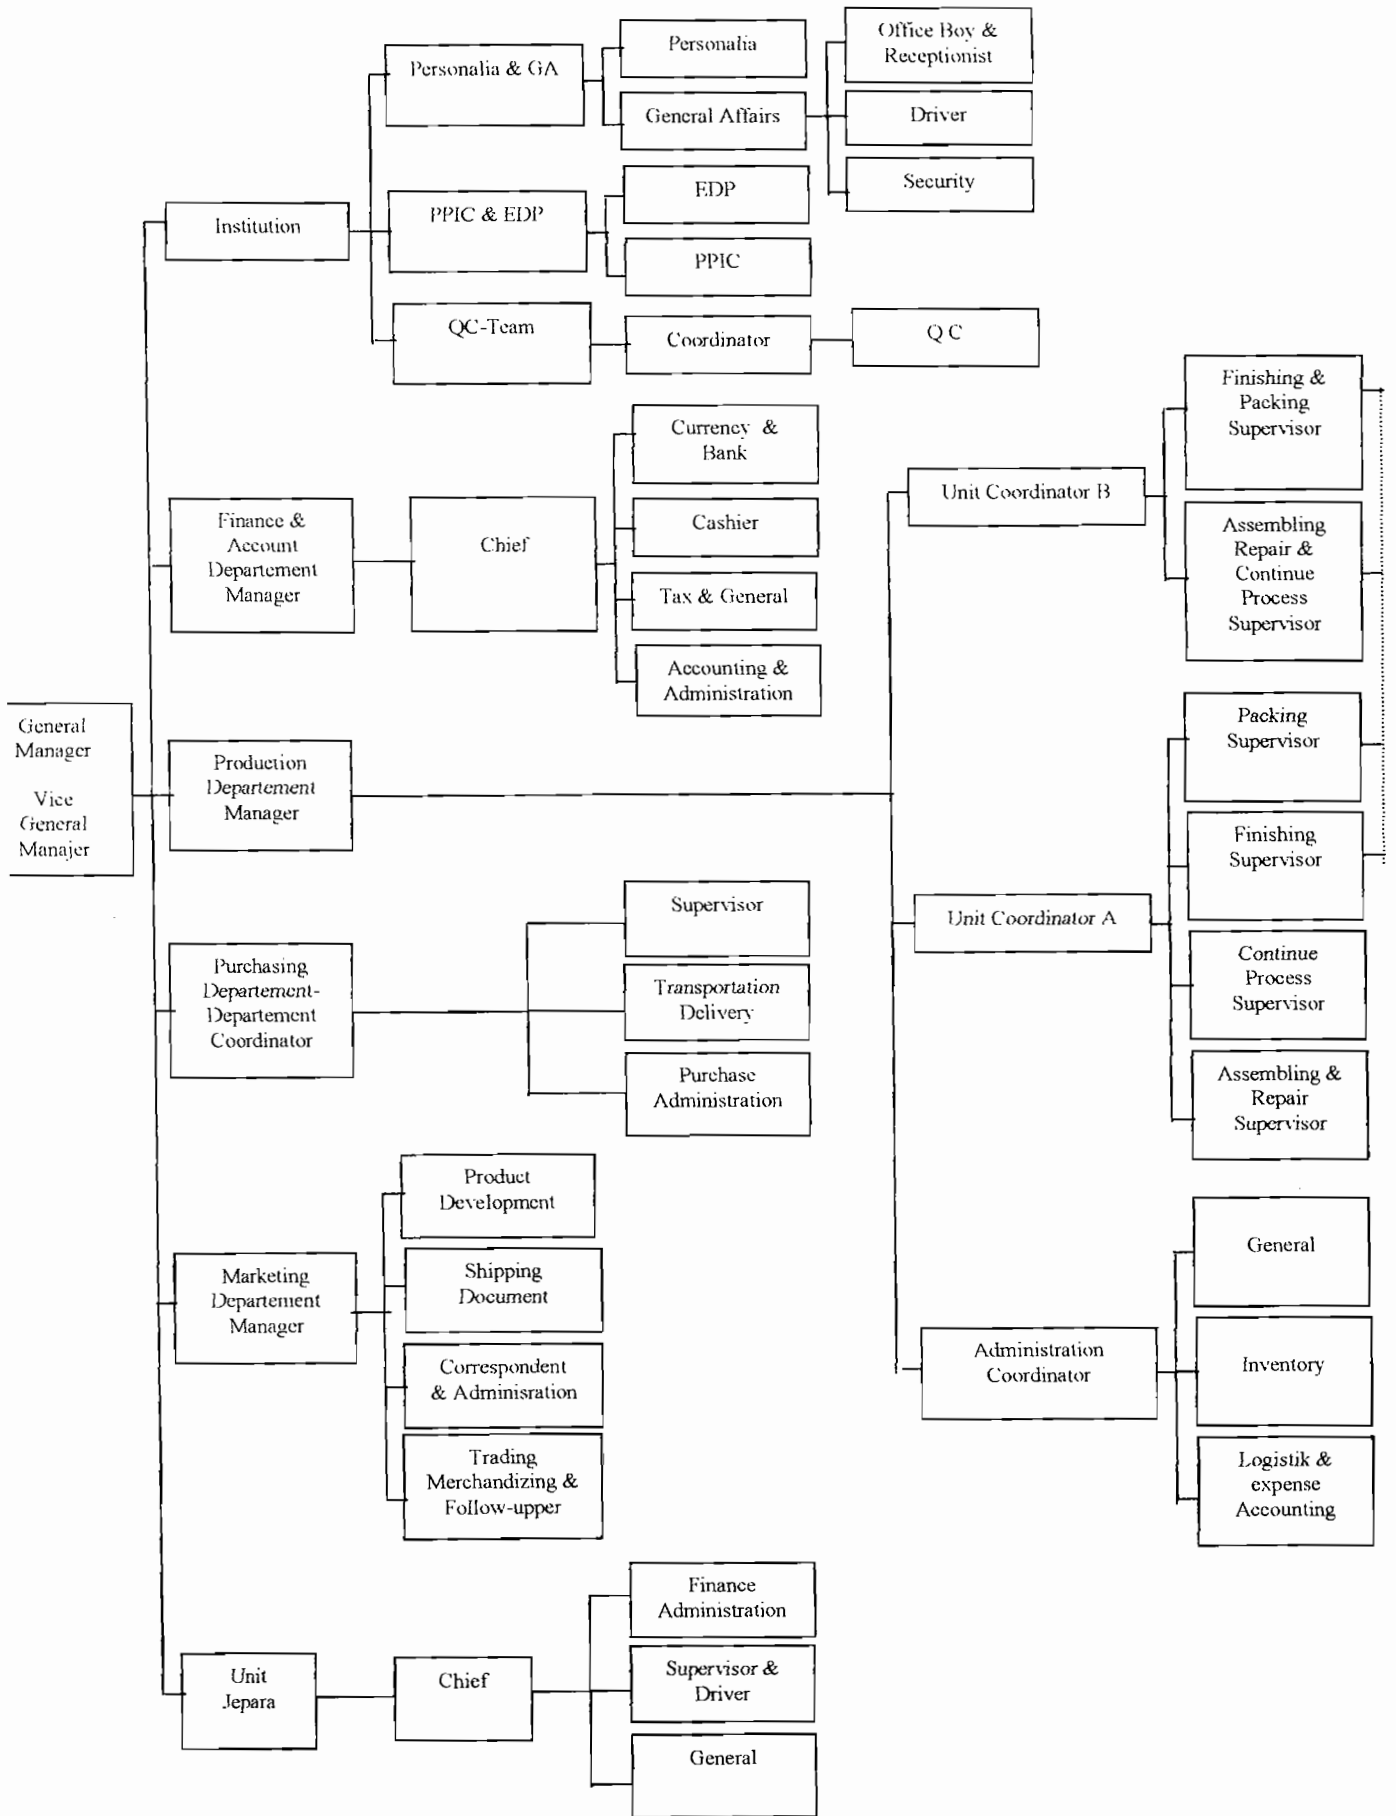 General
Manager
Vice
General
Manajer
Institution
Personalia & GA
Personalia
General Affairs
Office Boy &
Receptionist
Driver
Security
PPIC & EDP
EDP
PPIC
QC-Team
Coordinator
Q C
Finance &
Account
Departement
Manager
Chief
Currency &
Bank
Cashier
Tax & General
Accounting &
Administration
Production
Departement
Manager
Unit Coordinator B
Finishing &
Packing
Supervisor
Assembling
Repair &
Continue
Process
Supervisor
Unit Coordinator A
Packing
Supervisor
Finishing
Supervisor
Continue
Process
Supervisor
Assembling &
Repair
Supervisor
Administration
Coordinator
General
Inventory
Logistik &
expense
Accounting
Purchasing
Departement-
Departement
Coordinator
Supervisor
Transportation
Delivery
Purchase
Administration
Marketing
Departement
Manager
Product
Development
Shipping
Document
Correspondent
& Adminisration
Trading
Merchandizing &
Follow-upper
Unit
Jepara
Chief
Finance
Administration
Supervisor &
Driver
General